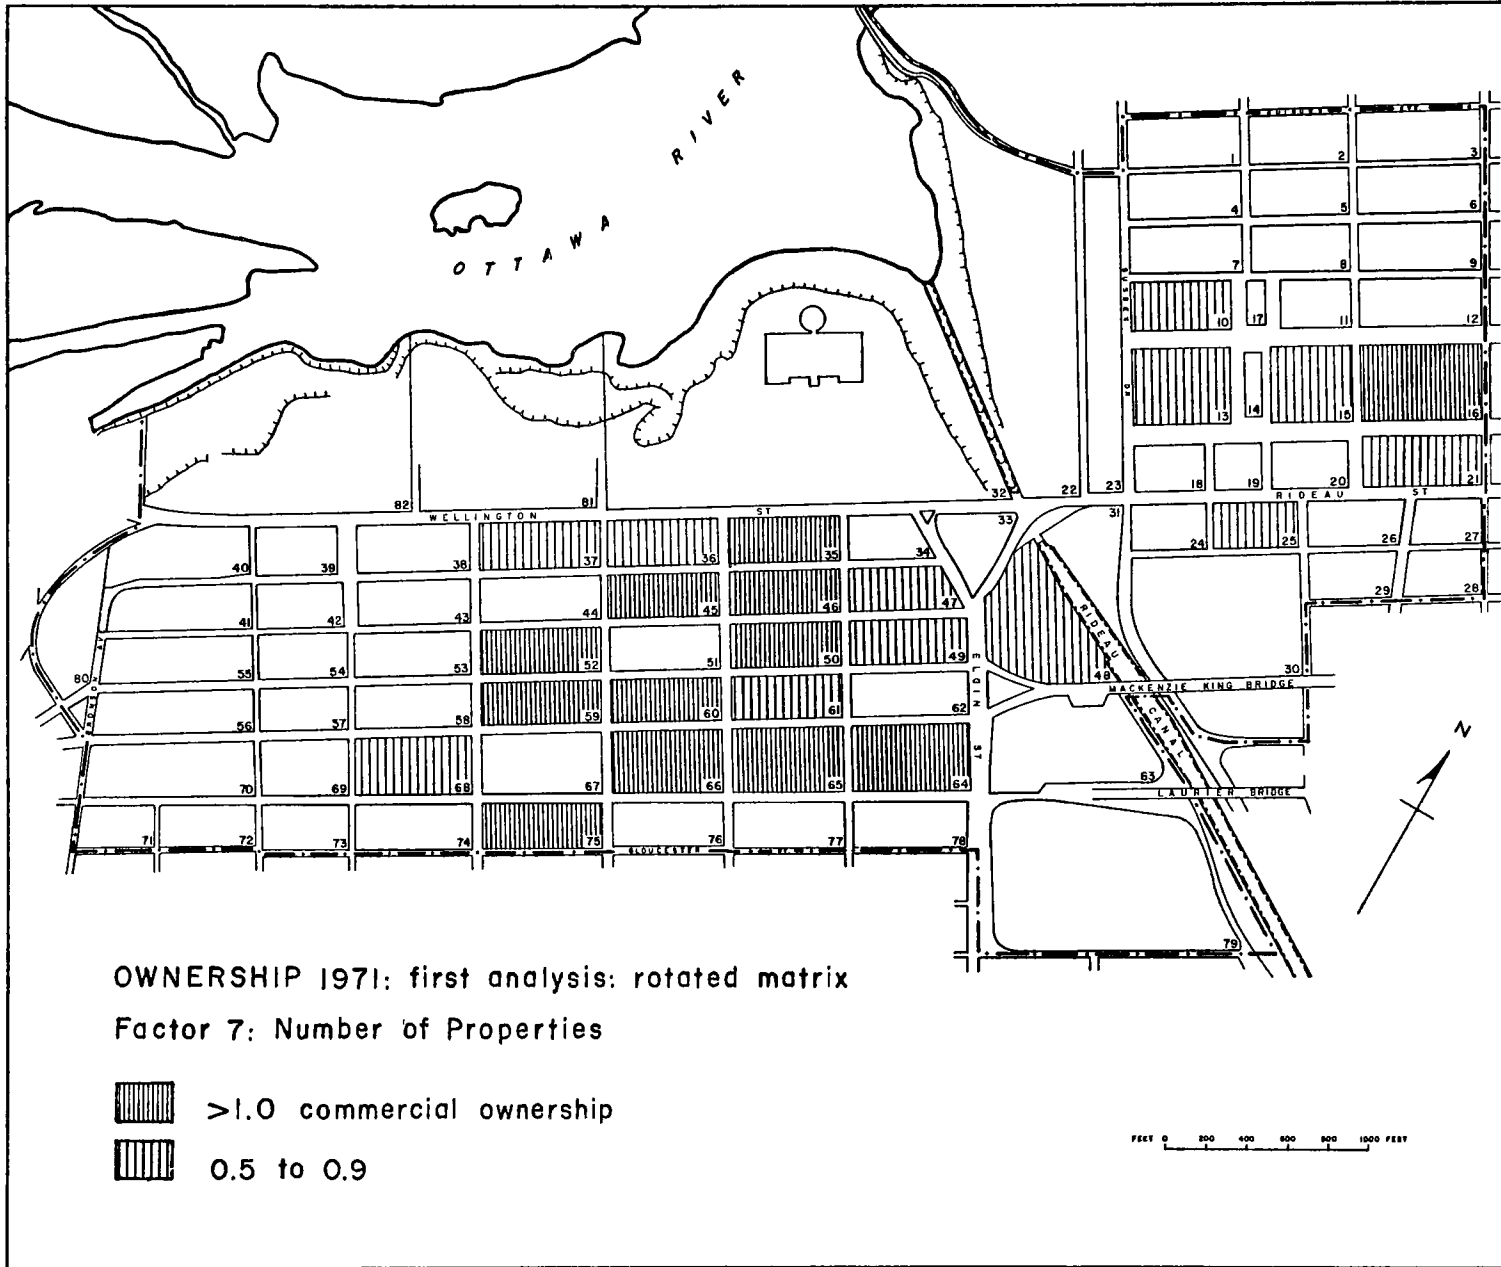 OTTAWA RIVER
SUSSEX DR
1 2 3
4 5 6
7 8 9
10 17 11 12
13 14 15 16
18 19 20 21
RIDEAU ST
82 81 32 22 23 31
WELLINGTON ST
40 39 38 37 36 35 34 33
24 25 26 27
41 42 43 44 45 46 47
29 28
55 54 53 52 51 50 49
80
BRONSON
ELGIN ST
RIDEAU CANAL
48 30
MACKENZIE KING BRIDGE
56 57 58 59 60 61 62
70 69 68 67 66 65 64 63
LAURIER BRIDGE
71 72 73 74 75 76 77 78
GLOUCESTER
79
N
OWNERSHIP 1971: first analysis: rotated matrix
Factor 7: Number of Properties
>1.0 commercial ownership
0.5 to 0.9
FEET 0 200 400 600 800 1000 FEET